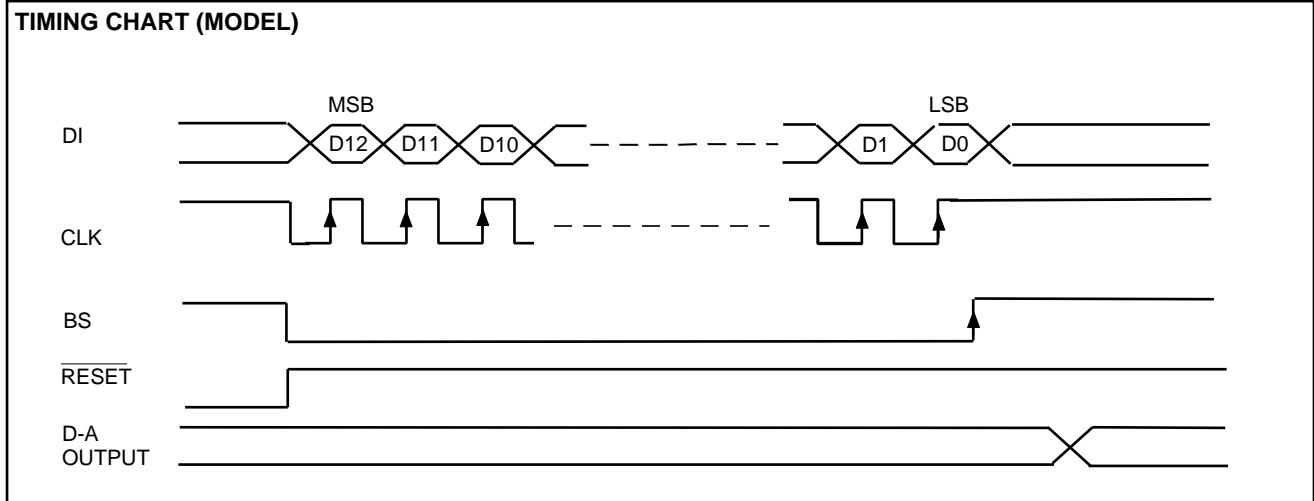 TIMING CHART (MODEL)
MSB
LSB
DI
D12
D11
D10
D1
D0
CLK
BS
RESET
D-A
OUTPUT